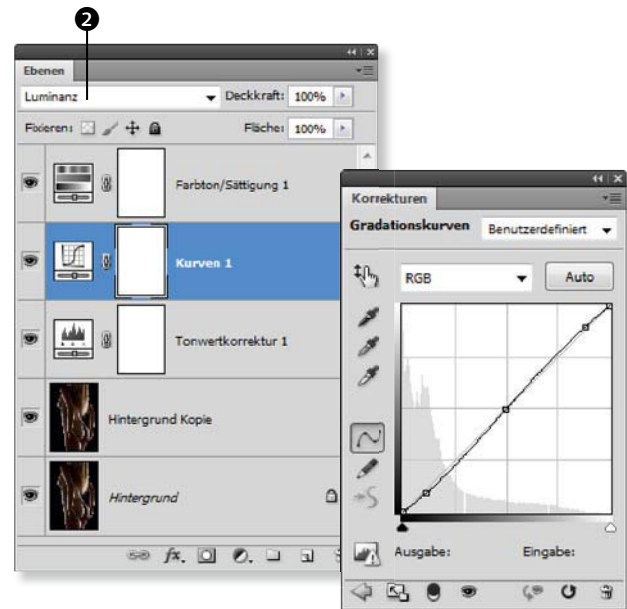 2
Ebenen
Luminanz Deckkraft: 100%
Fixieren: Fläche: 100%
Farbton/Sättigung 1
Kurven 1
Tonwertkorrektur 1
Hintergrund Kopie
Hintergrund
fx.
Korrekturen
Gradationskurven Benutzerdefiniert
RGB Auto
Ausgabe: Eingabe: